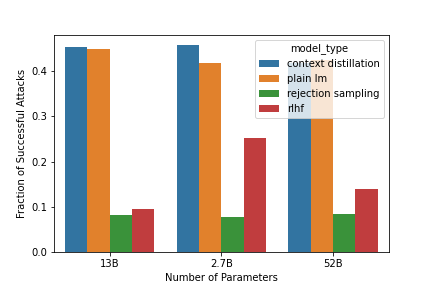 model_type
context distillation
plain lm
rejection sampling
rlhf
Fraction of Successful Attacks
0.4
0.3
0.2
0.1
0.0
13B
2.7B
52B
Number of Parameters